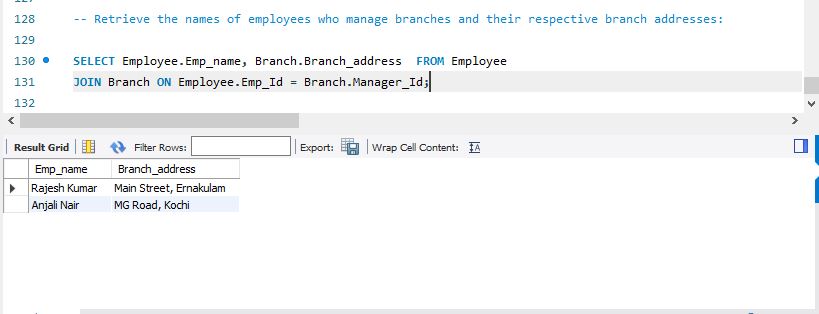 128 -- Retrieve the names of employees who manage branches and their respective branch addresses:
129
130 SELECT Employee.Emp_name, Branch.Branch_address  FROM Employee
131 JOIN Branch ON Employee.Emp_Id = Branch.Manager_Id;
132
Result Grid Filter Rows: Export: Wrap Cell Content:
Emp_name Branch_address
Rajesh Kumar Main Street, Ernakulam
Anjali Nair MG Road, Kochi